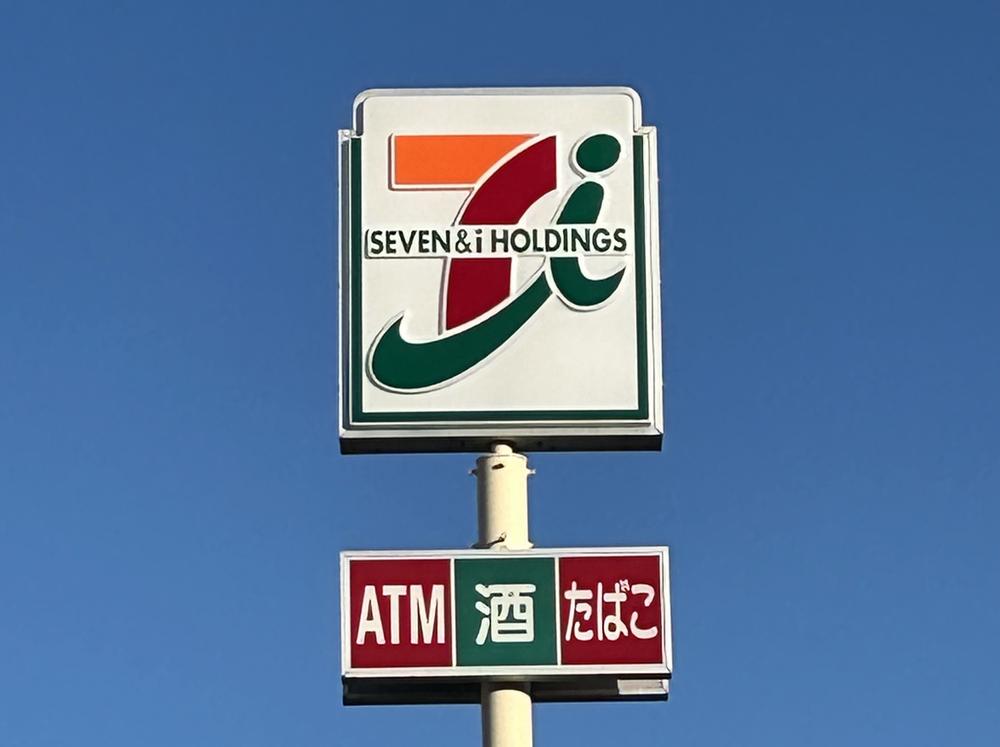 SEVEN&i HOLDINGS
ATM 酒 たばこ